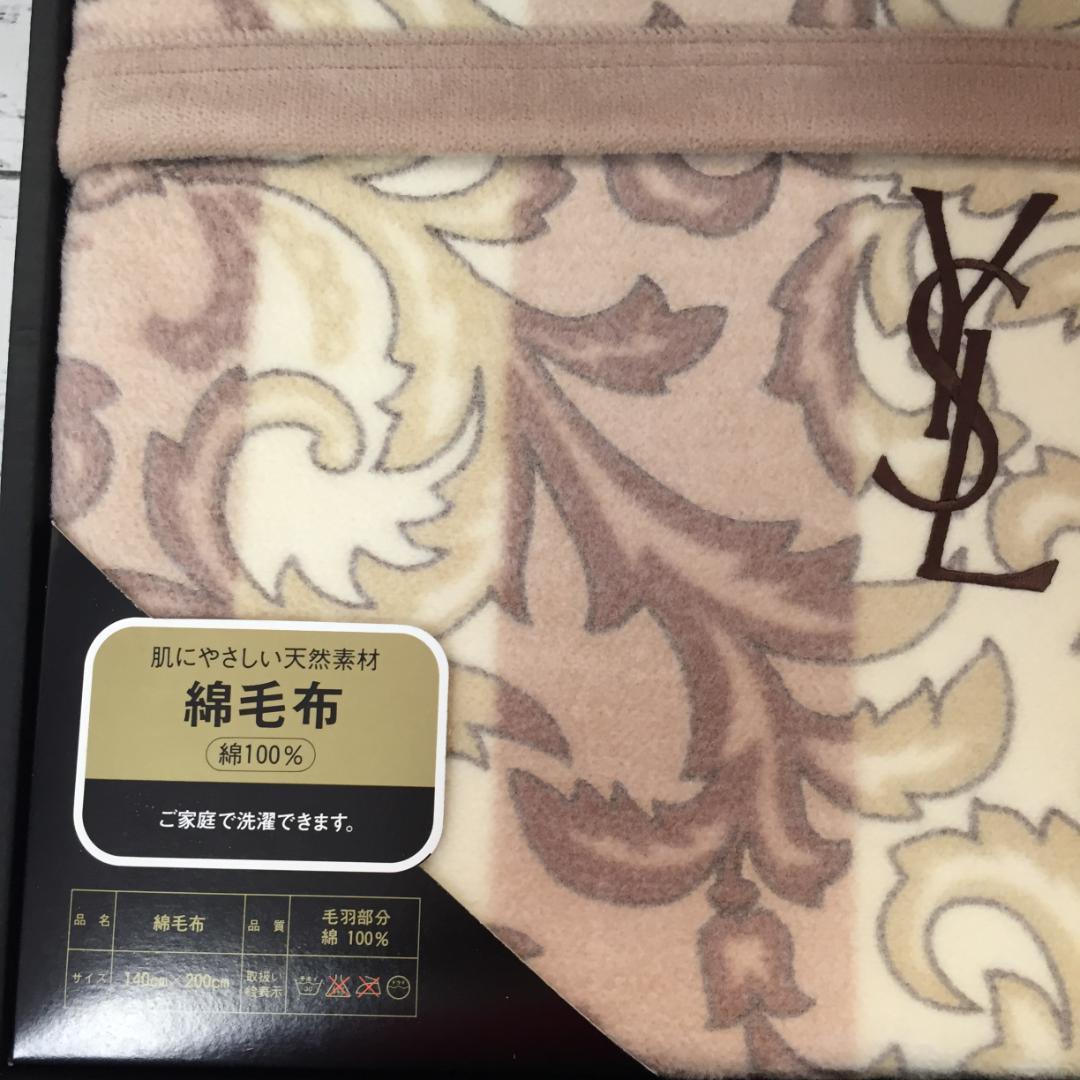 YSL
肌にやさしい天然素材
綿毛布
綿100%
ご家庭で洗濯できます。
品名 綿毛布 品質 毛羽部分
綿 100%
サイズ 140cm×200cm 取扱い
絵表示